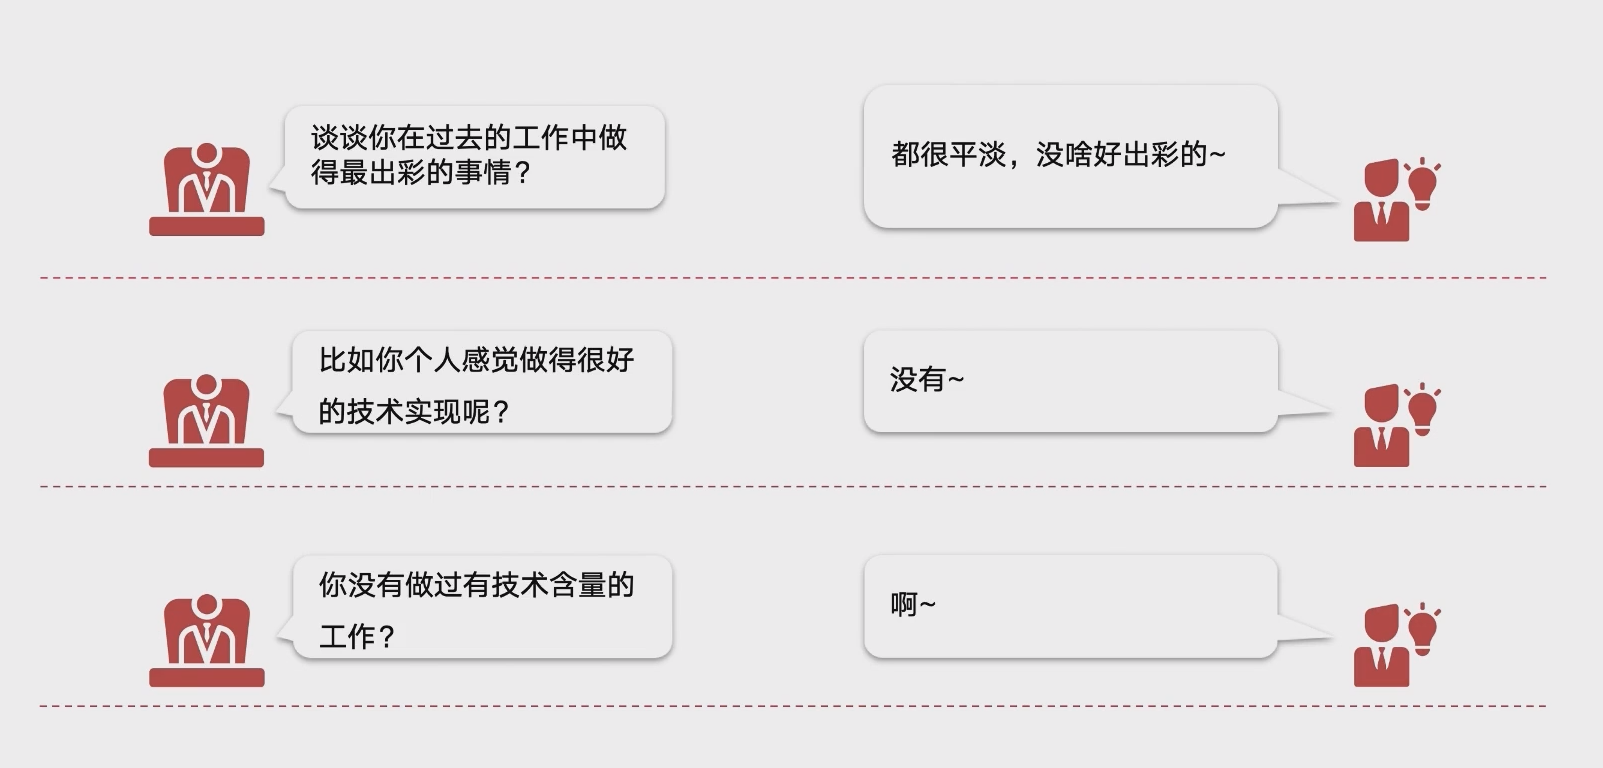 谈谈你在过去的工作中做
得最出彩的事情？
都很平淡，没啥好出彩的~
比如你个人感觉做得很好
的技术实现呢？
没有~
你没有做过有技术含量的
工作？
啊~